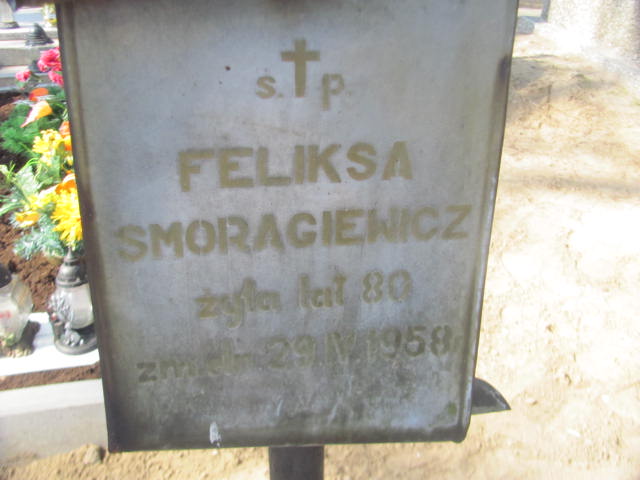 s.†p.
FELIKSA
SMORAGIEWICZ
żyła lat 80
zm. dn. 29 IV 1958 r.